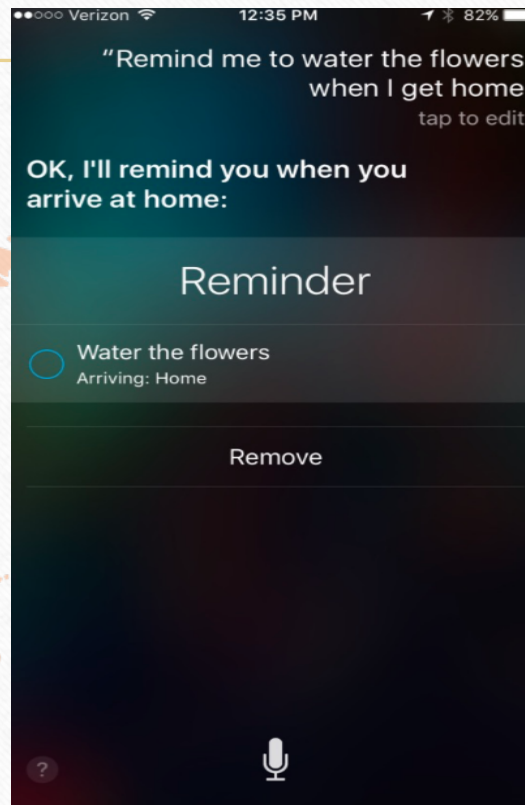 ●●○○○ Verizon 12:35 PM 82%
“Remind me to water the flowers
when I get home
tap to edit
OK, I'll remind you when you
arrive at home:
Reminder
Water the flowers
Arriving: Home
Remove
?